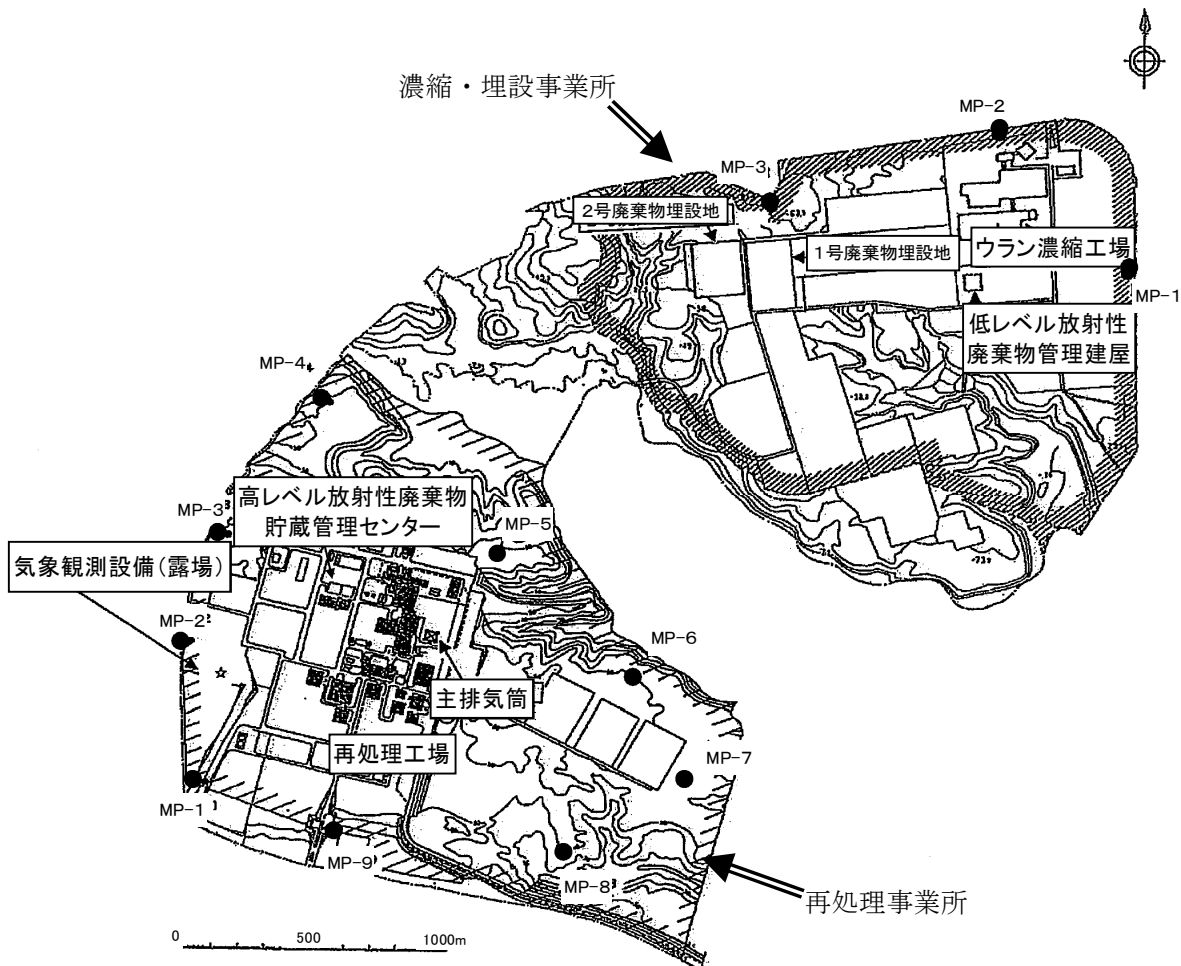 濃縮・埋設事業所
MP-2
MP-3
2号廃棄物埋設地
1号廃棄物埋設地
ウラン濃縮工場
MP-1
低レベル放射性
廃棄物管理建屋
MP-4
高レベル放射性廃棄物
貯蔵管理センター
MP-3
MP-5
気象観測設備(露場)
MP-2
MP-6
主排気筒
再処理工場
MP-7
MP-1
MP-9
MP-8
再処理事業所
0 500 1000m